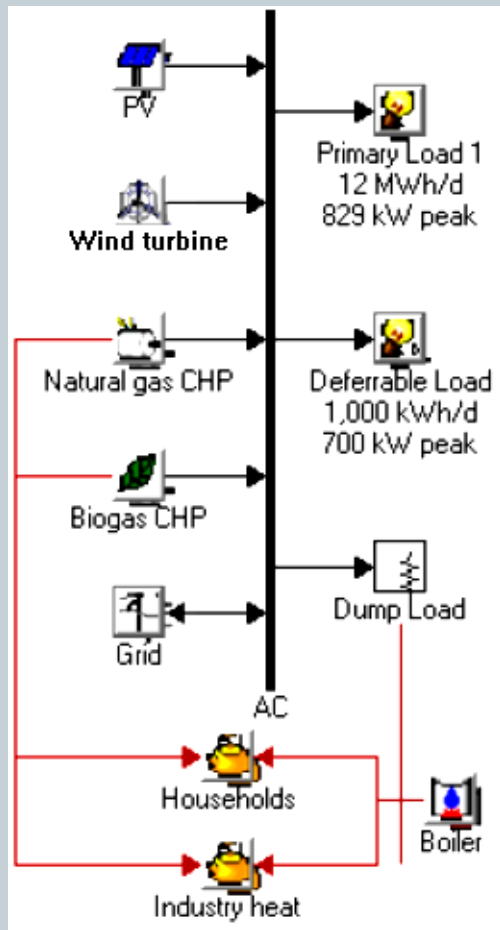 PV
Primary Load 1
12 MWh/d
829 kW peak
Wind turbine
Natural gas CHP
Deferrable Load
1,000 kWh/d
700 kW peak
Biogas CHP
Dump Load
Grid
AC
Households
Boiler
Industry heat